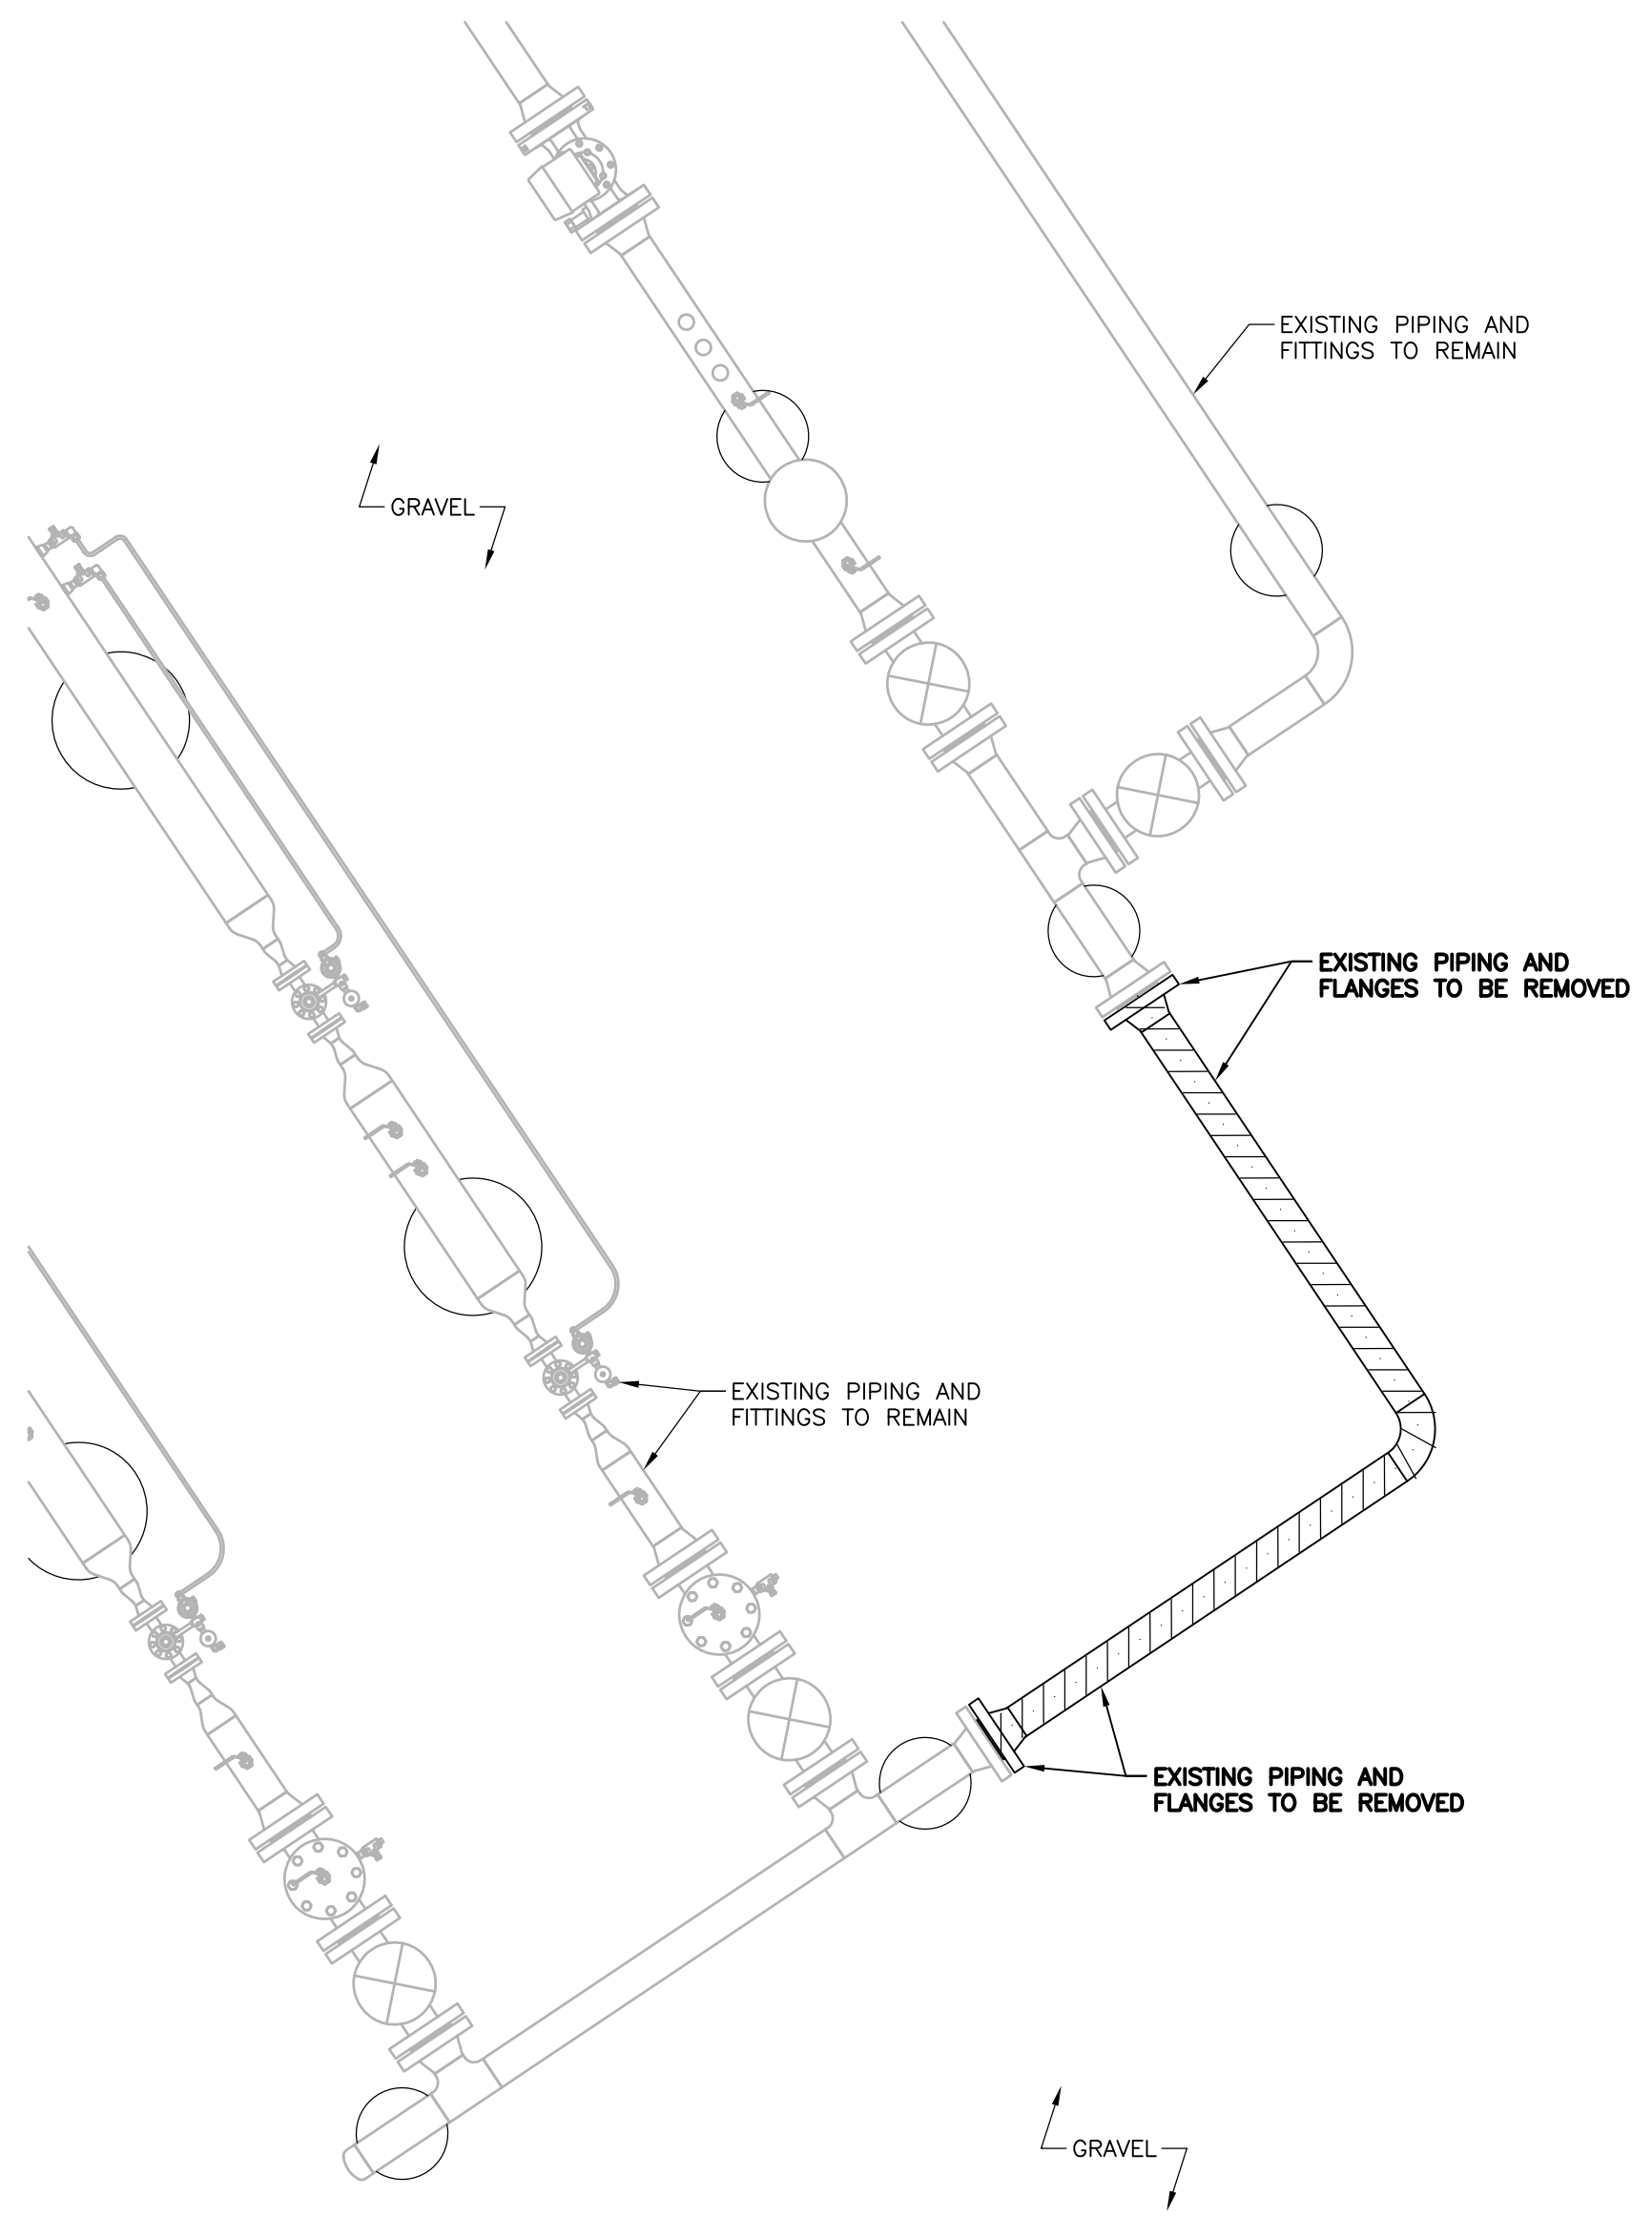 EXISTING PIPING AND
FITTINGS TO REMAIN
GRAVEL
EXISTING PIPING AND
FLANGES TO BE REMOVED
EXISTING PIPING AND
FITTINGS TO REMAIN
EXISTING PIPING AND
FLANGES TO BE REMOVED
GRAVEL